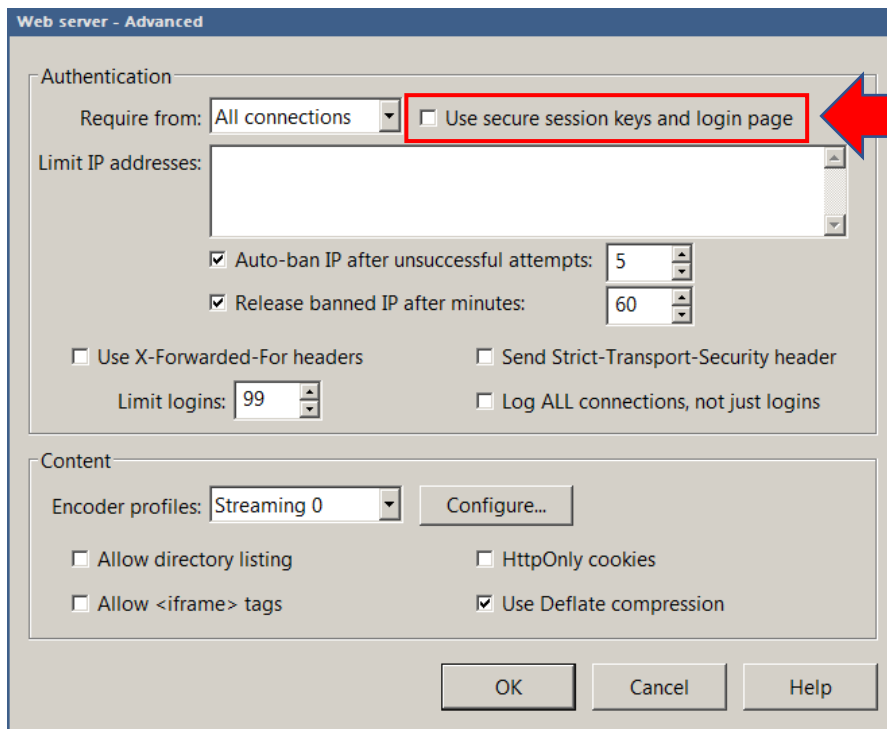 Web server - Advanced
Authentication
Require from: All connections Use secure session keys and login page
Limit IP addresses:
Auto-ban IP after unsuccessful attempts: 5
Release banned IP after minutes: 60
Use X-Forwarded-For headers Send Strict-Transport-Security header
Limit logins: 99 Log ALL connections, not just logins
Content
Encoder profiles: Streaming 0 Configure...
Allow directory listing HttpOnly cookies
Allow <iframe> tags Use Deflate compression
OK Cancel Help